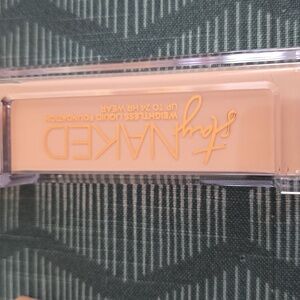 Stay
NAKED
WEIGHTLESS LIQUID FOUNDATION
UP TO 24 HR WEAR